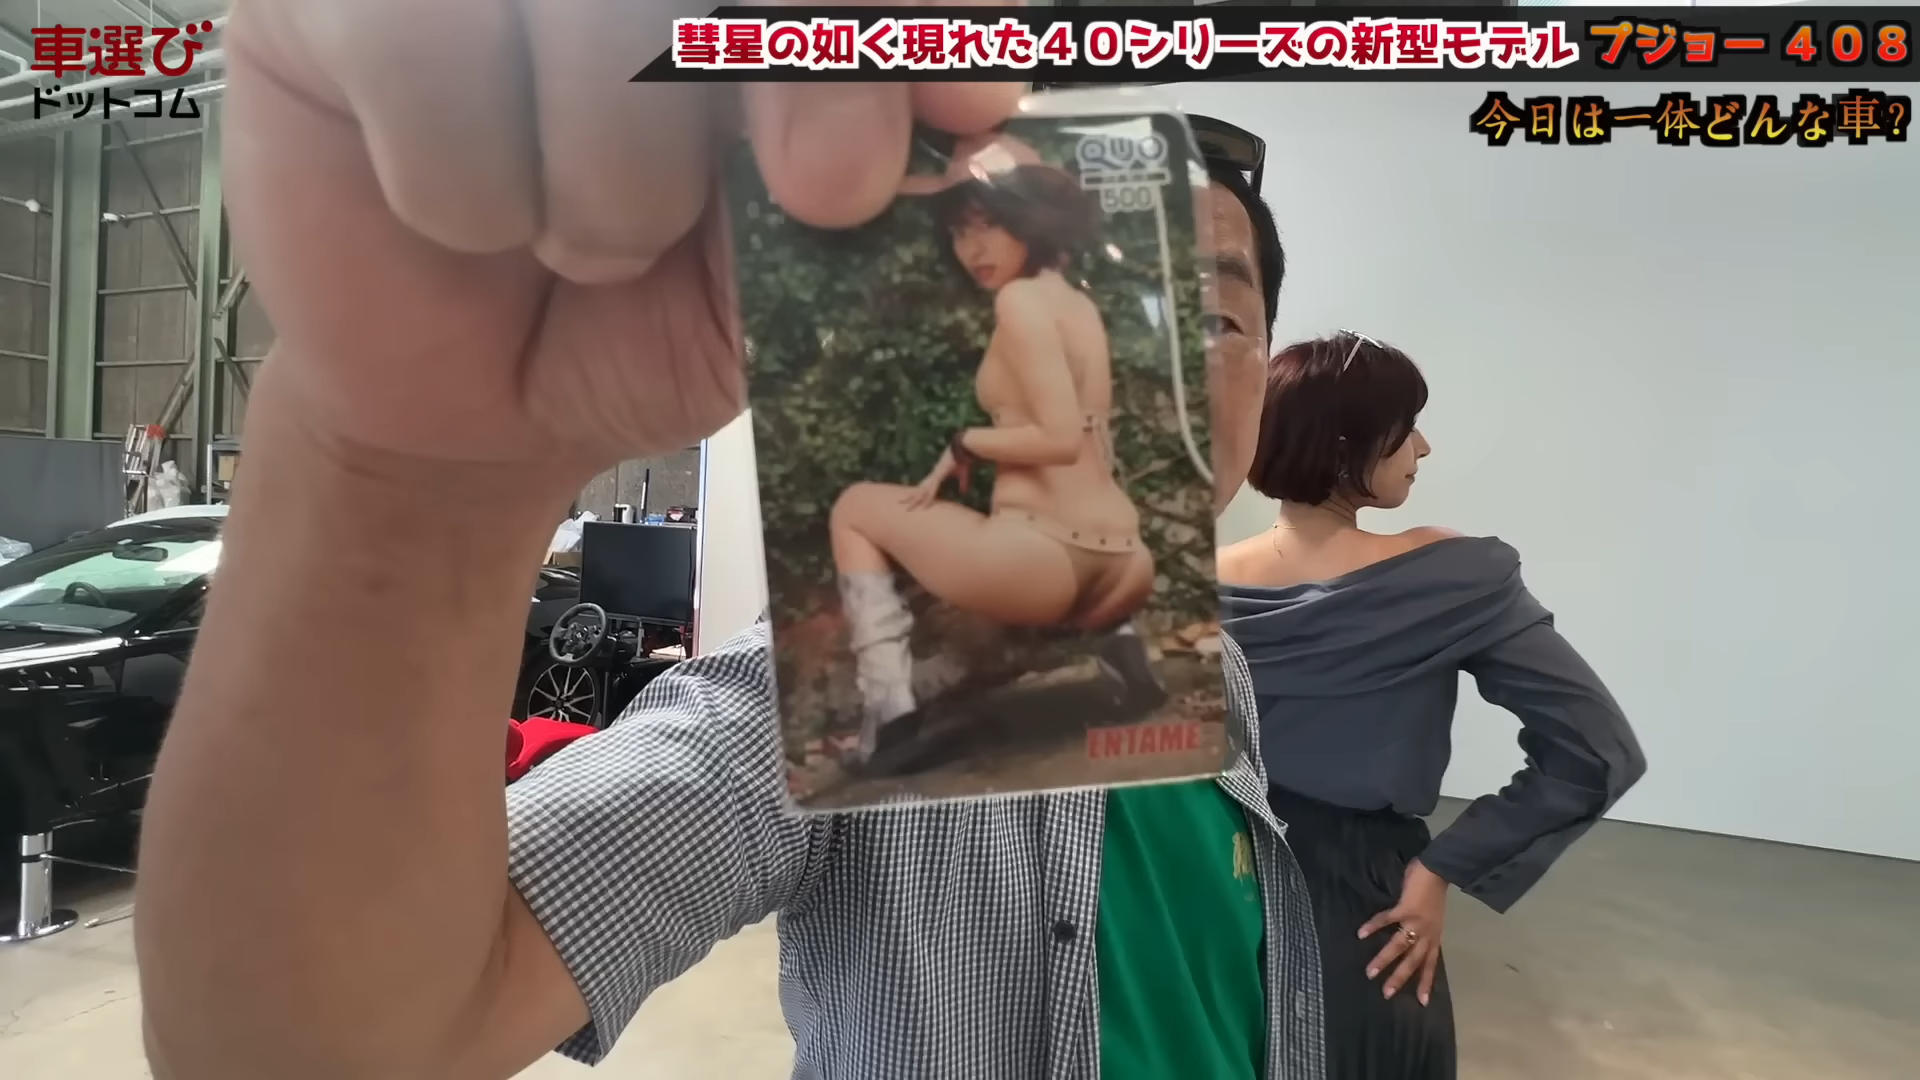 車選び
ドットコム
彗星の如く現れた４０シリーズの新型モデル プジョー ４０８
今日は一体どんな車?
QUO
500
ENTAME